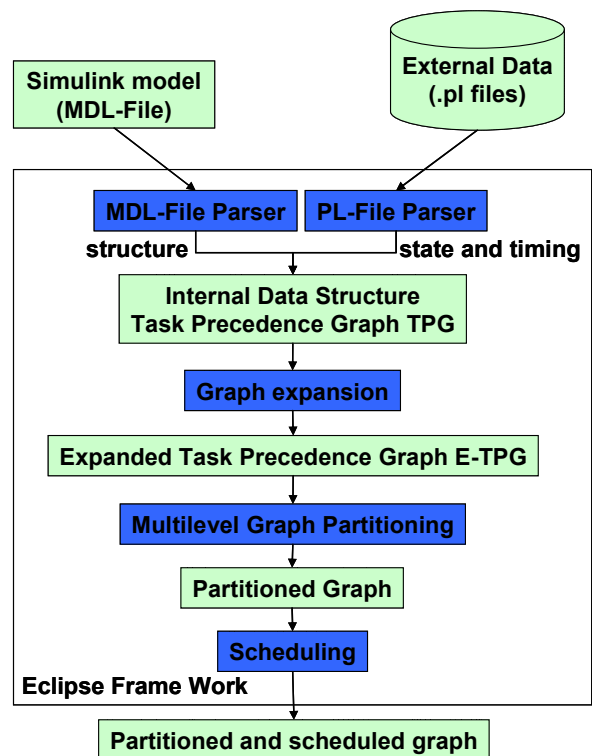 Simulink model
(MDL-File)
External Data
(.pl files)
MDL-File Parser
PL-File Parser
structure
state and timing
Internal Data Structure
Task Precedence Graph TPG
Graph expansion
Expanded Task Precedence Graph E-TPG
Multilevel Graph Partitioning
Partitioned Graph
Scheduling
Eclipse Frame Work
Partitioned and scheduled graph